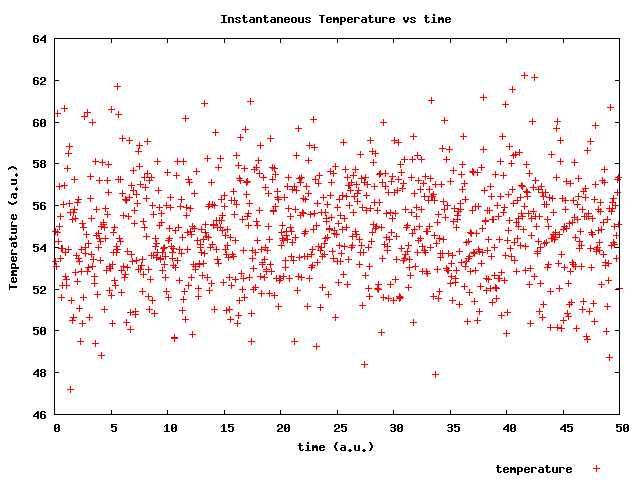 Instantaneous Temperature vs time
64
62
60
58
56
54
52
50
48
46
Temperature (a.u.)
0 5 10 15 20 25 30 35 40 45 50
time (a.u.)
temperature